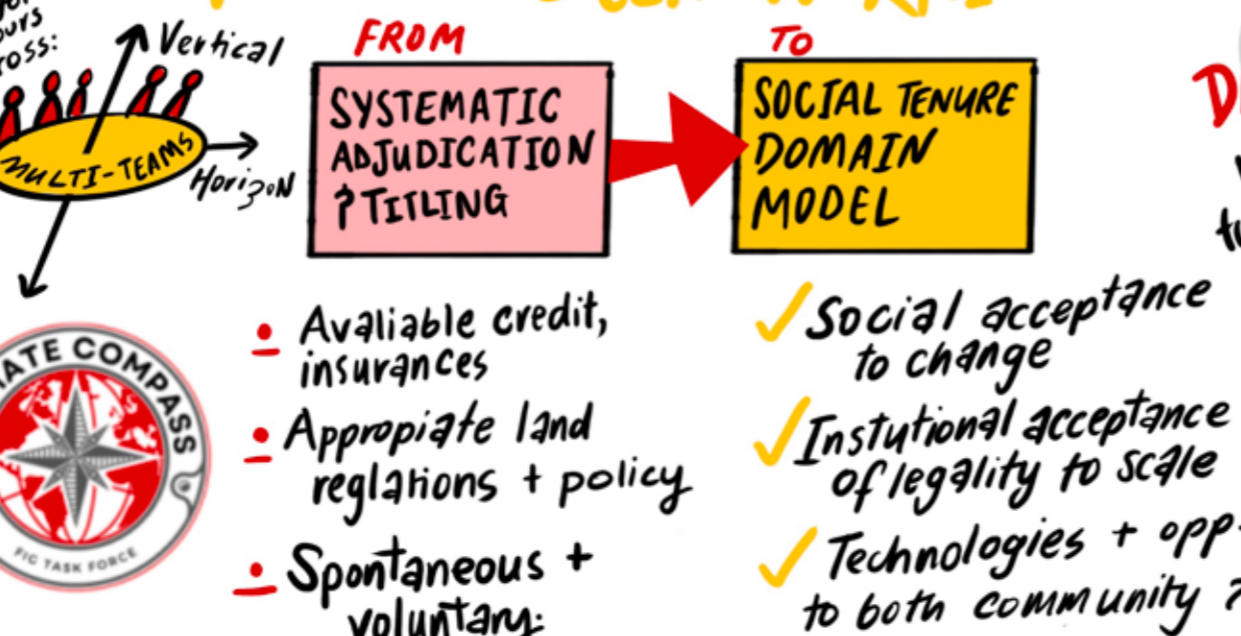 ours
ross:
Vertical
MULTI-TEAMS
Horizon
FROM
SYSTEMATIC
ADJUDICATION
& TITLING
TO
SOCIAL TENURE
DOMAIN
MODEL
COMPASS
FIG TASK FORCE
Avaliable credit,
insurances
Appropiate land
reglations + policy
Spontaneous +
voluntary.
Social acceptance
to change
Instutional acceptance
of legality to scale
Technologies + opp
to both community